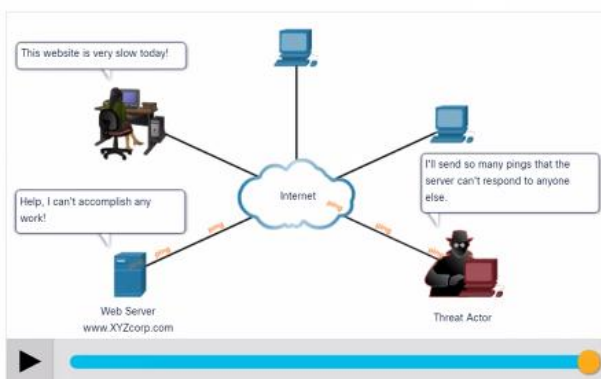 This website is very slow today!
I'll send so many pings that the
server can't respond to anyone
else.
Internet
Help, I can't accomplish any
work!
Web Server
www.XYZcorp.com
Threat Actor